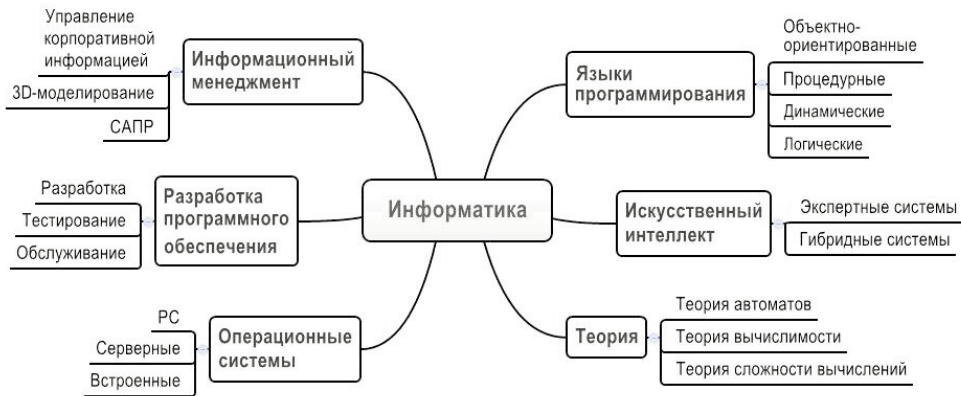 Управление
корпоративной
информацией
3D-моделирование
САПР
Информационный
менеджмент
Разработка
Тестирование
Обслуживание
Разработка
программного
обеспечения
PC
Серверные
Встроенные
Операционные
системы
Информатика
Языки
программирования
Объектно-
ориентированные
Процедурные
Динамические
Логические
Искусственный
интеллект
Экспертные системы
Гибридные системы
Теория
Теория автоматов
Теория вычислимости
Теория сложности вычислений